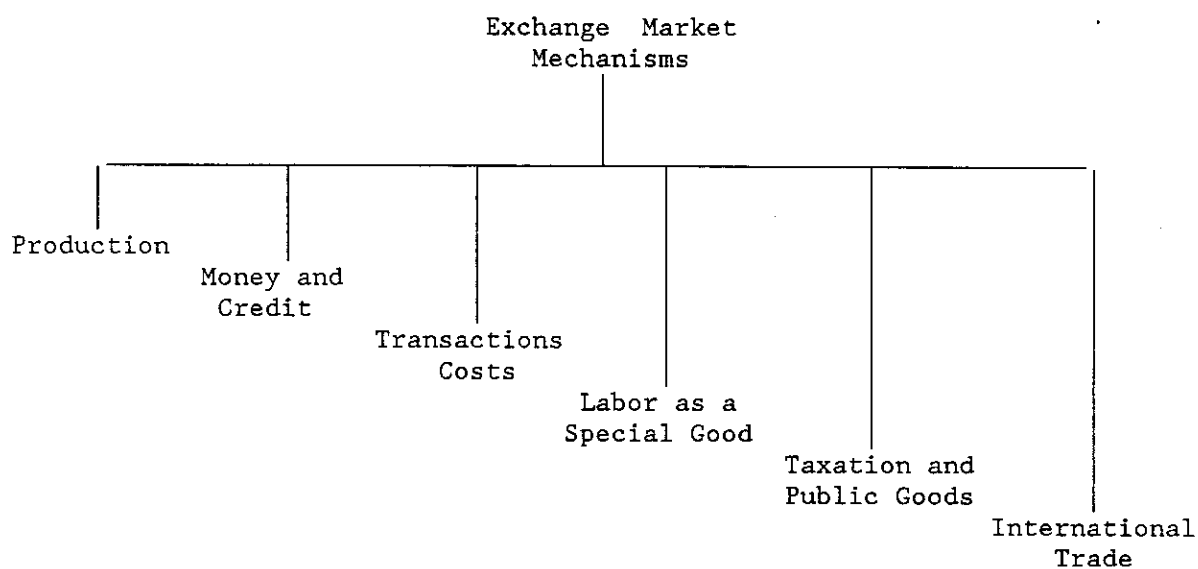 Exchange Market
Mechanisms
Production
Money and
Credit
Transactions
Costs
Labor as a
Special Good
Taxation and
Public Goods
International
Trade